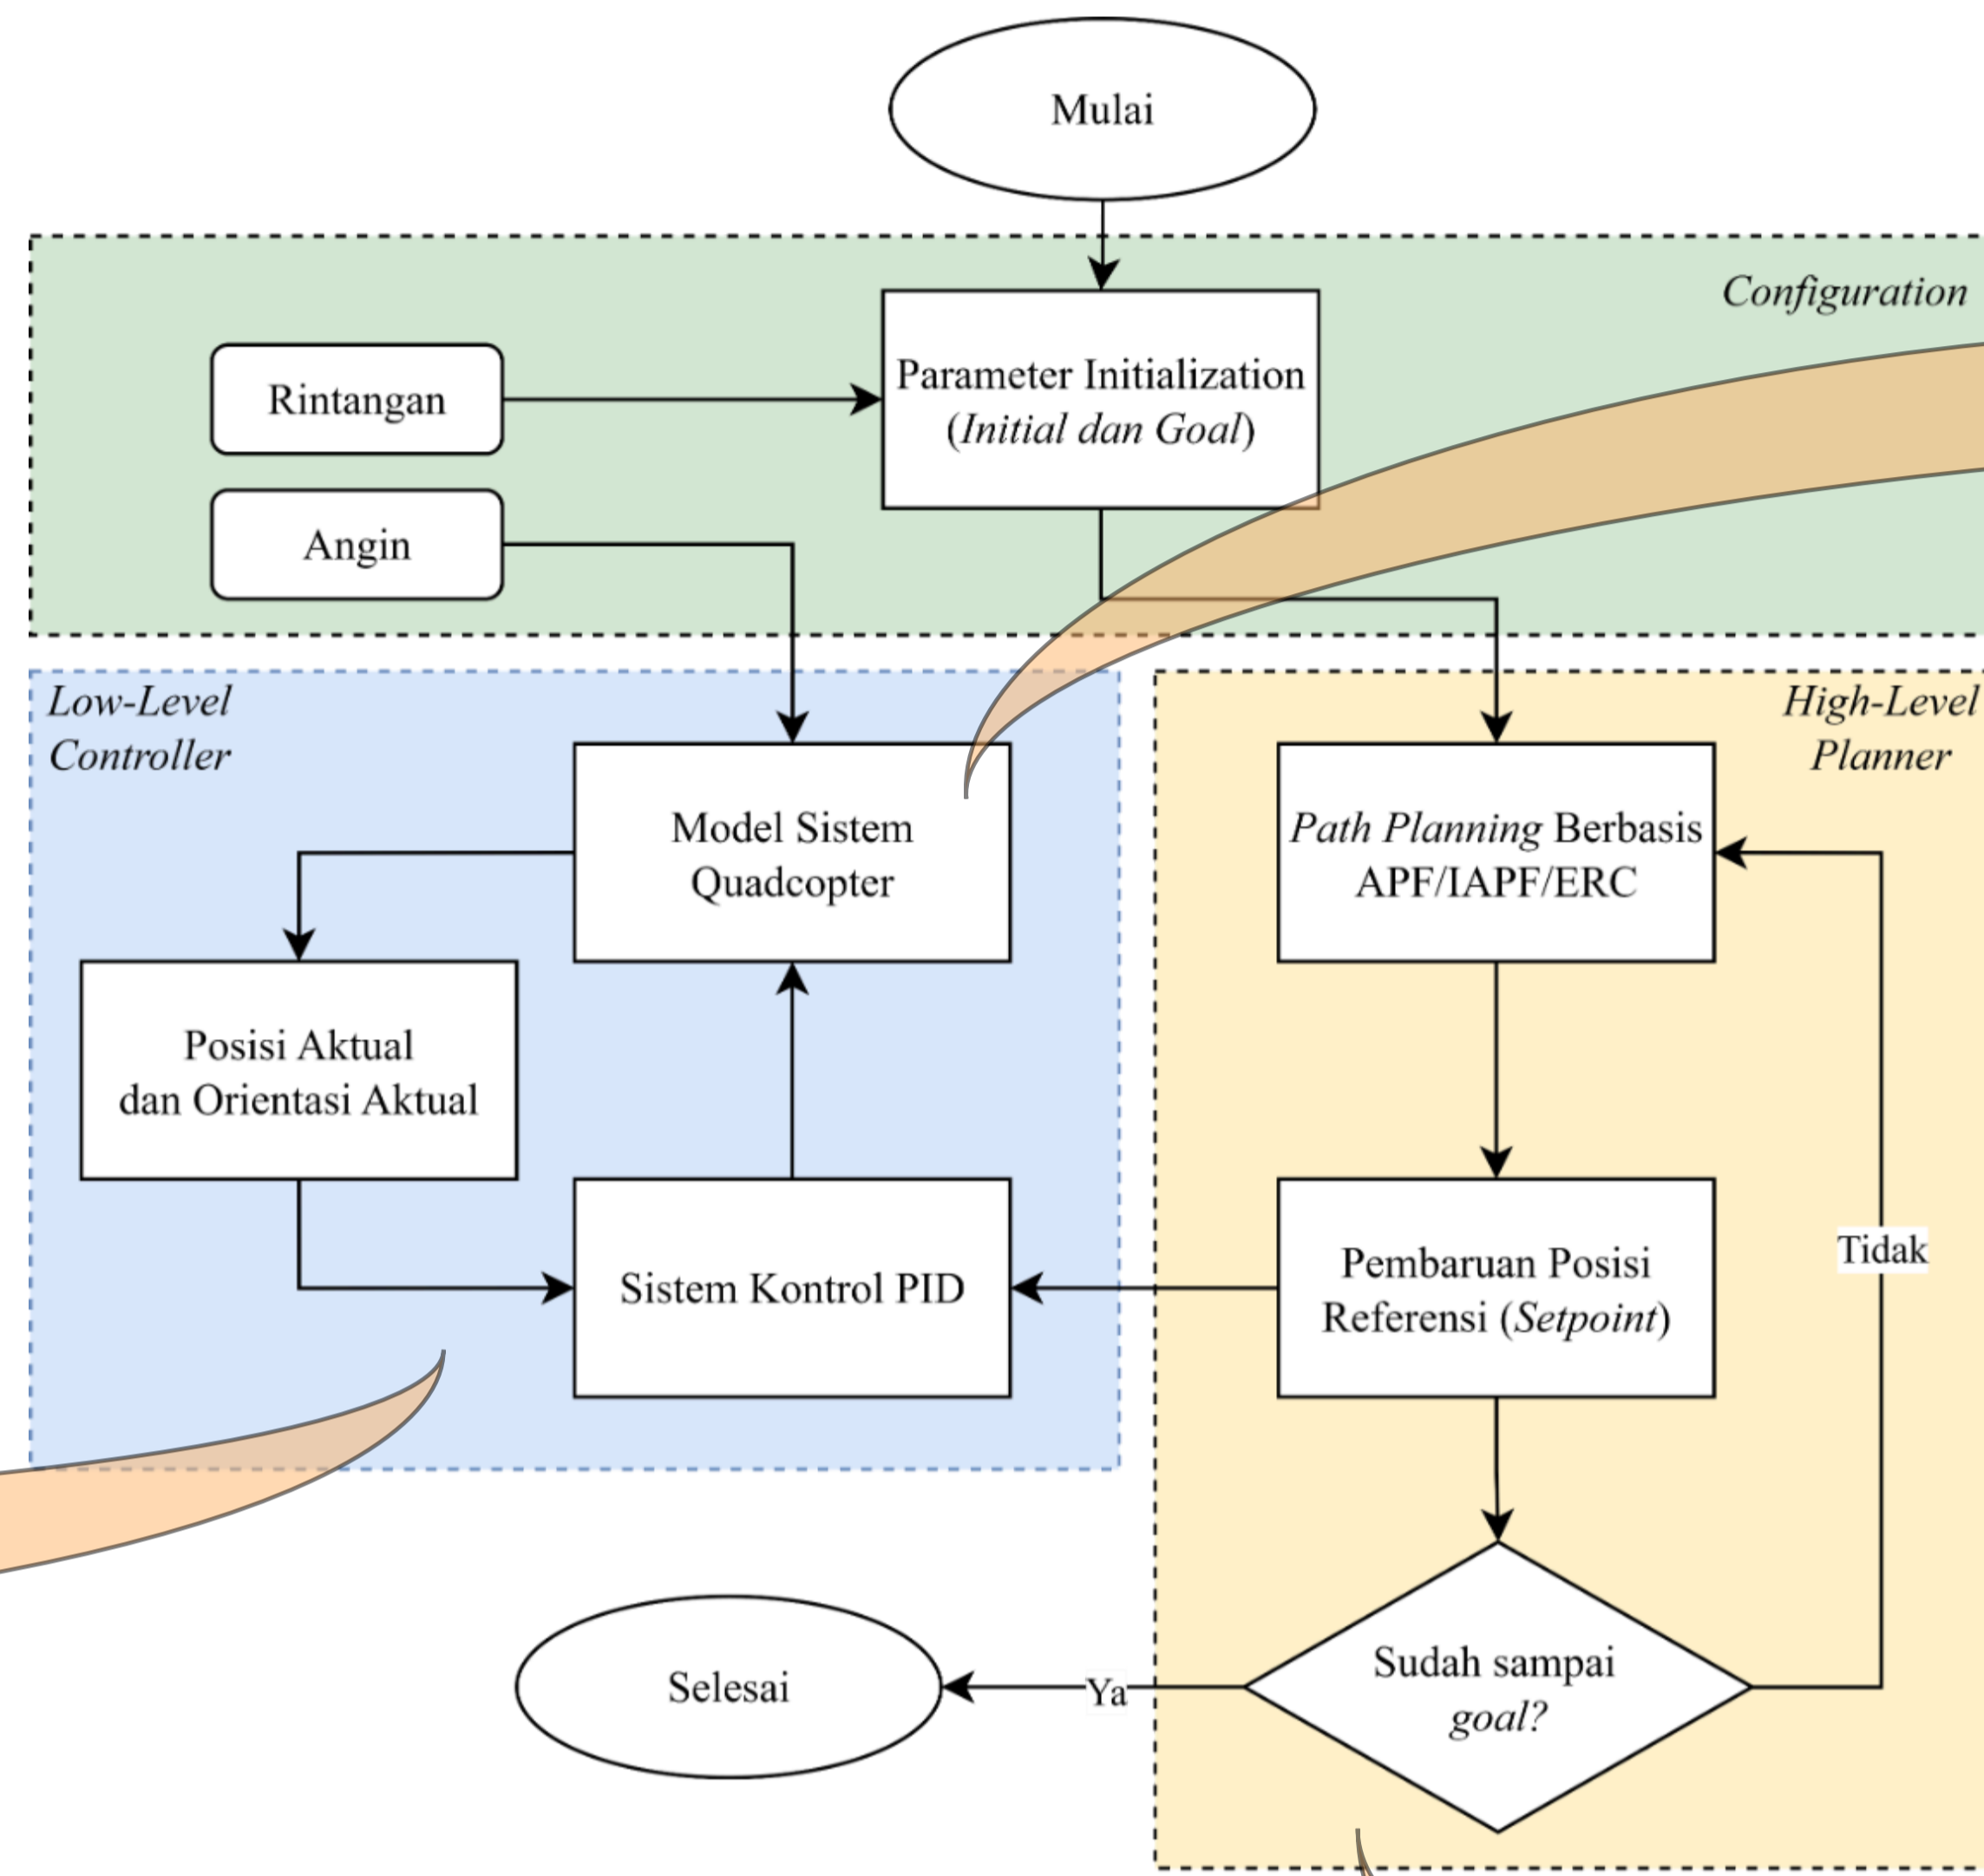 Mulai
Configuration
Rintangan
Parameter Initialization
(Initial dan Goal)
Angin
Low-Level
Controller
High-Level
Planner
Model Sistem
Quadcopter
Path Planning Berbasis
APF/IAPF/ERC
Posisi Aktual
dan Orientasi Aktual
Sistem Kontrol PID
Pembaruan Posisi
Referensi (Setpoint)
Tidak
Selesai
Ya
Sudah sampai
goal?